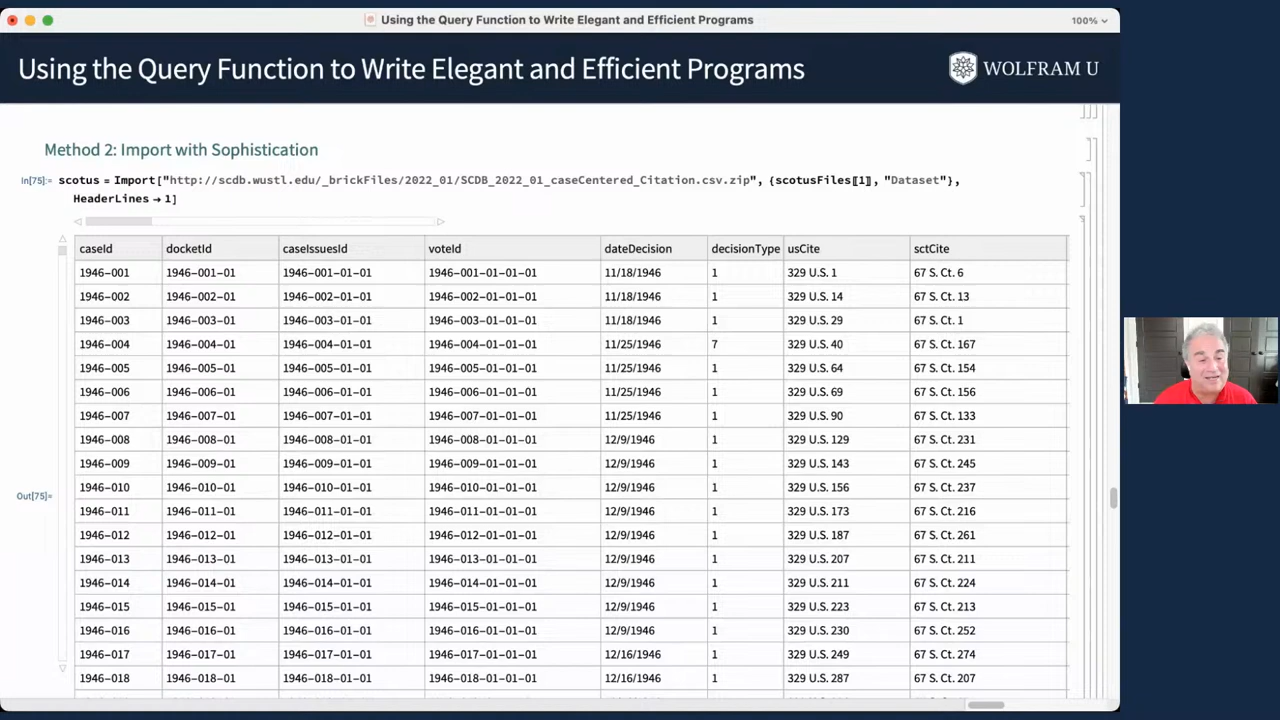 Using the Query Function to Write Elegant and Efficient Programs
100%
Using the Query Function to Write Elegant and Efficient Programs
WOLFRAM U
Method 2: Import with Sophistication
In[75]:= scotus = Import["http://scdb.wustl.edu/_brickFiles/2022_01/SCDB_2022_01_caseCentered_Citation.csv.zip", {scotusFiles〚1〛, "Dataset"},
HeaderLines → 1]
caseId docketId caseIssuesId voteId dateDecision decisionType usCite sctCite
1946-001 1946-001-01 1946-001-01-01 1946-001-01-01-01 11/18/1946 1 329 U.S. 1 67 S. Ct. 6
1946-002 1946-002-01 1946-002-01-01 1946-002-01-01-01 11/18/1946 1 329 U.S. 14 67 S. Ct. 13
1946-003 1946-003-01 1946-003-01-01 1946-003-01-01-01 11/18/1946 1 329 U.S. 29 67 S. Ct. 1
1946-004 1946-004-01 1946-004-01-01 1946-004-01-01-01 11/25/1946 7 329 U.S. 40 67 S. Ct. 167
1946-005 1946-005-01 1946-005-01-01 1946-005-01-01-01 11/25/1946 1 329 U.S. 64 67 S. Ct. 154
1946-006 1946-006-01 1946-006-01-01 1946-006-01-01-01 11/25/1946 1 329 U.S. 69 67 S. Ct. 156
1946-007 1946-007-01 1946-007-01-01 1946-007-01-01-01 11/25/1946 1 329 U.S. 90 67 S. Ct. 133
1946-008 1946-008-01 1946-008-01-01 1946-008-01-01-01 12/9/1946 1 329 U.S. 129 67 S. Ct. 231
1946-009 1946-009-01 1946-009-01-01 1946-009-01-01-01 12/9/1946 1 329 U.S. 143 67 S. Ct. 245
Out[75]= 1946-010 1946-010-01 1946-010-01-01 1946-010-01-01-01 12/9/1946 1 329 U.S. 156 67 S. Ct. 237
1946-011 1946-011-01 1946-011-01-01 1946-011-01-01-01 12/9/1946 1 329 U.S. 173 67 S. Ct. 216
1946-012 1946-012-01 1946-012-01-01 1946-012-01-01-01 12/9/1946 1 329 U.S. 187 67 S. Ct. 261
1946-013 1946-013-01 1946-013-01-01 1946-013-01-01-01 12/9/1946 1 329 U.S. 207 67 S. Ct. 211
1946-014 1946-014-01 1946-014-01-01 1946-014-01-01-01 12/9/1946 1 329 U.S. 211 67 S. Ct. 224
1946-015 1946-015-01 1946-015-01-01 1946-015-01-01-01 12/9/1946 1 329 U.S. 223 67 S. Ct. 213
1946-016 1946-016-01 1946-016-01-01 1946-016-01-01-01 12/9/1946 1 329 U.S. 230 67 S. Ct. 252
1946-017 1946-017-01 1946-017-01-01 1946-017-01-01-01 12/16/1946 1 329 U.S. 249 67 S. Ct. 274
1946-018 1946-018-01 1946-018-01-01 1946-018-01-01-01 12/16/1946 1 329 U.S. 287 67 S. Ct. 207